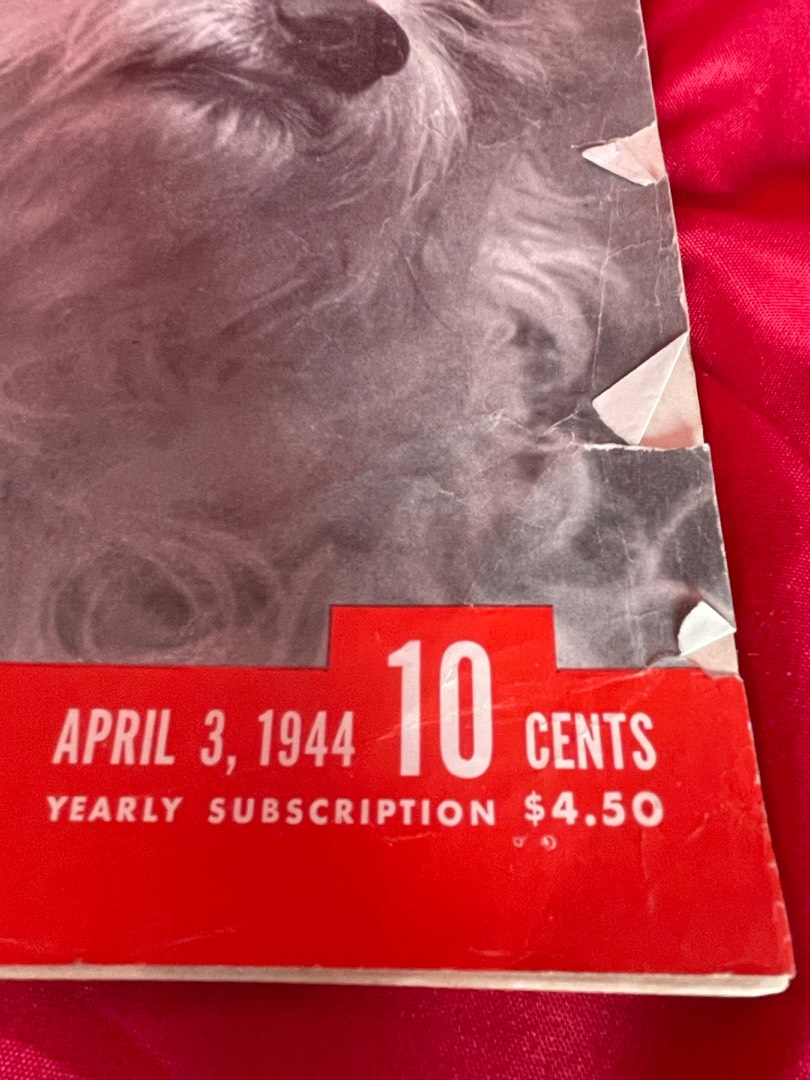 APRIL 3, 1944 10 CENTS
YEARLY SUBSCRIPTION $4.50